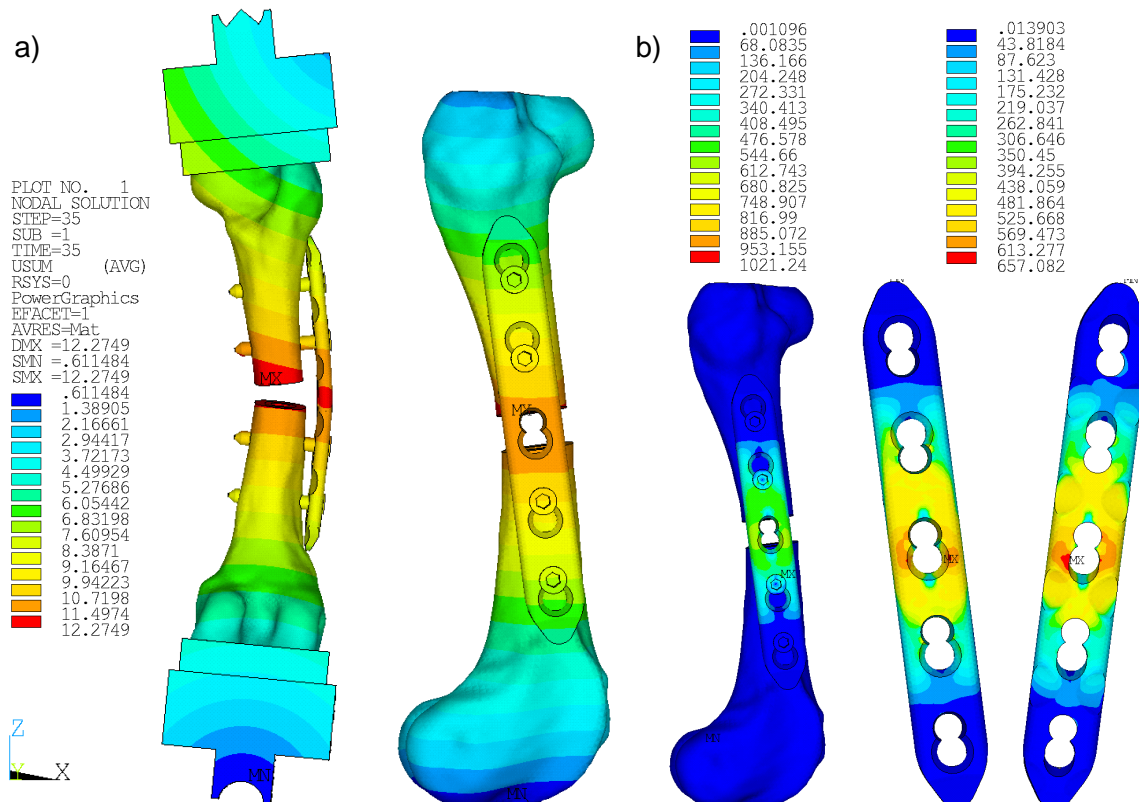 a)
PLOT NO. 1
NODAL SOLUTION
STEP=35
SUB =1
TIME=35
USUM (AVG)
RSYS=0
PowerGraphics
EFACET=1
AVRES=Mat
DMX =12.2749
SMN =.611484
SMX =12.2749
.611484
1.38905
2.16661
2.94417
3.72173
4.49929
5.27686
6.05442
6.83198
7.60954
8.3871
9.16467
9.94223
10.7198
11.4974
12.2749
MX
MN
Z
Y
X
MX
MN
b)
.001096
68.0835
136.166
204.248
272.331
340.413
408.495
476.578
544.66
612.743
680.825
748.907
816.99
885.072
953.155
1021.24
.013903
43.8184
87.623
131.428
175.232
219.037
262.841
306.646
350.45
394.255
438.059
481.864
525.668
569.473
613.277
657.082
MX
MN
MX
MX